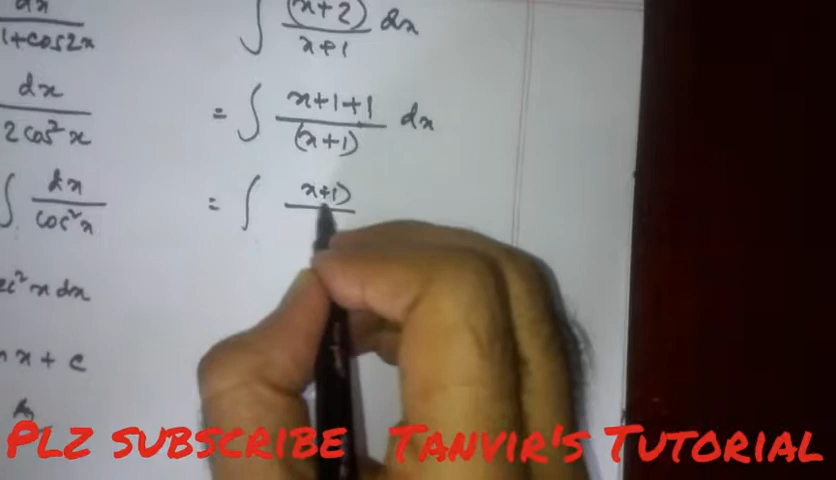 dx
1+cos2x
dx
2cos²x
∫ dx
cos²x
ec²x dx
n x + c
∫ (x+2) dx
x+1
= ∫ x+1+1 dx
(x+1)
= ∫ x+1)
PLZ SUBSCRIBE TANVIR'S TUTORIAL